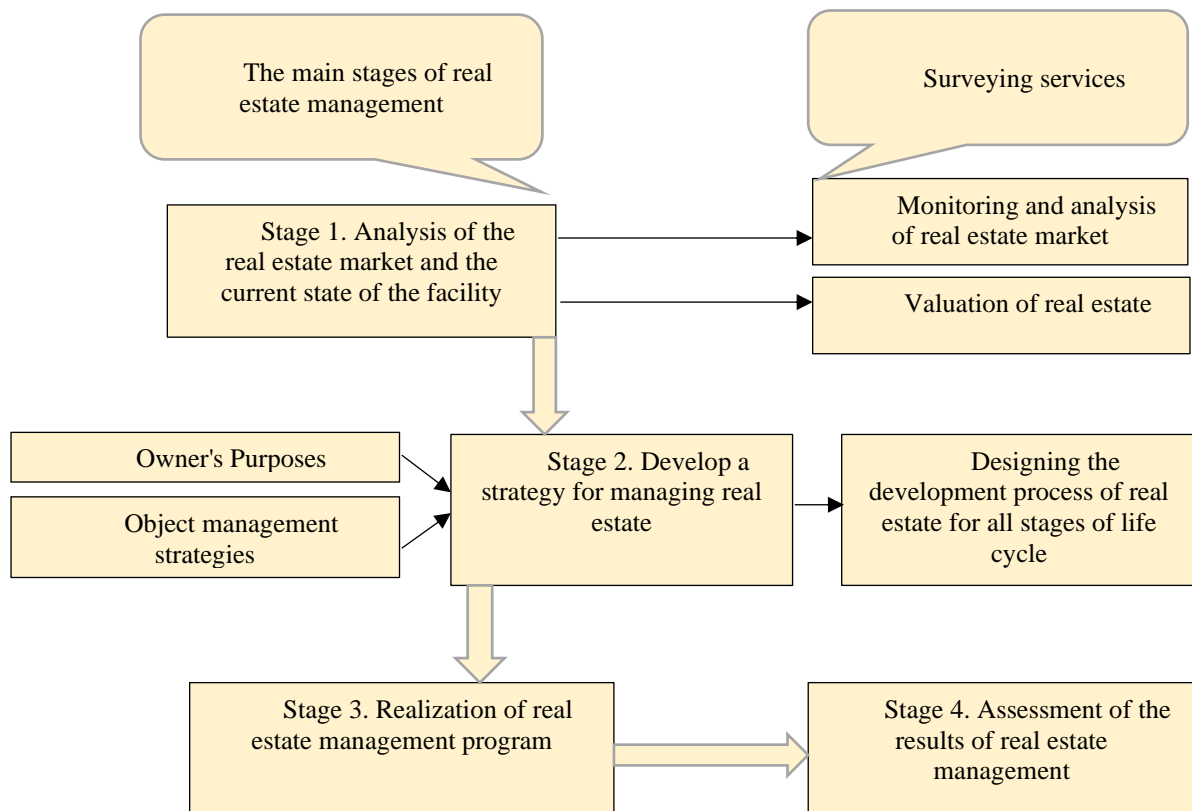 The main stages of real
estate management
Surveying services
Stage 1. Analysis of the
real estate market and the
current state of the facility
Monitoring and analysis
of real estate market
Valuation of real estate
Owner's Purposes
Object management
strategies
Stage 2. Develop a
strategy for managing real
estate
Designing the
development process of real
estate for all stages of life
cycle
Stage 3. Realization of real
estate management program
Stage 4. Assessment of the
results of real estate
management